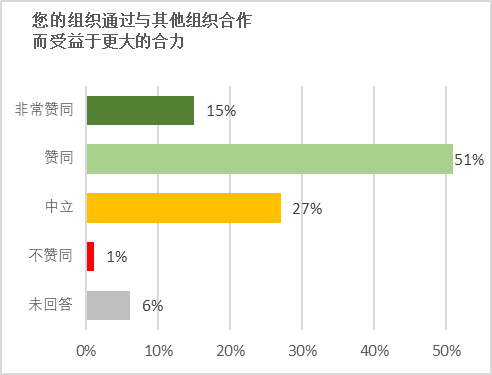 您的组织通过与其他组织合作
而受益于更大的合力
非常赞同
15%
赞同
51%
中立
27%
不赞同
1%
未回答
6%
0%
10%
20%
30%
40%
50%